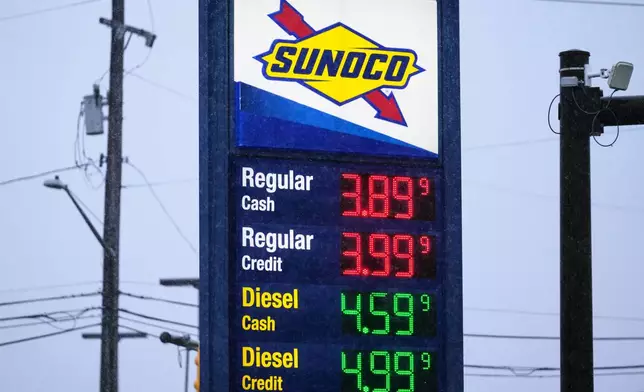 SUNOCO
Regular
Cash
3.89 9
Regular
Credit
3.99 9
Diesel
Cash
4.59 9
Diesel
Credit
4.99 9